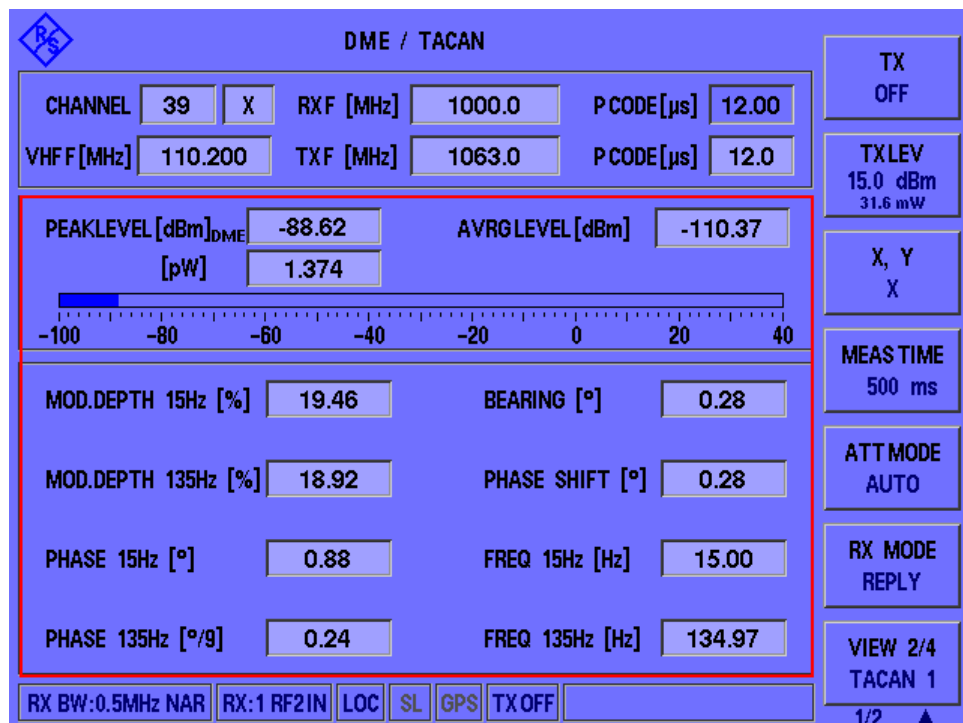 R/S
DME / TACAN
CHANNEL 39 X RX F [MHz] 1000.0 P CODE[µs] 12.00
VHF F[MHz] 110.200 TX F [MHz] 1063.0 P CODE[µs] 12.0
PEAKLEVEL[dBm]DME -88.62 AVRG LEVEL[dBm] -110.37
[pW] 1.374
-100 -80 -60 -40 -20 0 20 40
MOD.DEPTH 15Hz [%] 19.46 BEARING [°] 0.28
MOD.DEPTH 135Hz [%] 18.92 PHASE SHIFT [°] 0.28
PHASE 15Hz [°] 0.88 FREQ 15Hz [Hz] 15.00
PHASE 135Hz [°/9] 0.24 FREQ 135Hz [Hz] 134.97
RX BW:0.5MHz NAR RX:1 RF2IN LOC SL GPS TX OFF
TX
OFF
TX LEV
15.0 dBm
31.6 mW
X, Y
X
MEAS TIME
500 ms
ATT MODE
AUTO
RX MODE
REPLY
VIEW 2/4
TACAN 1
1/2 ▲